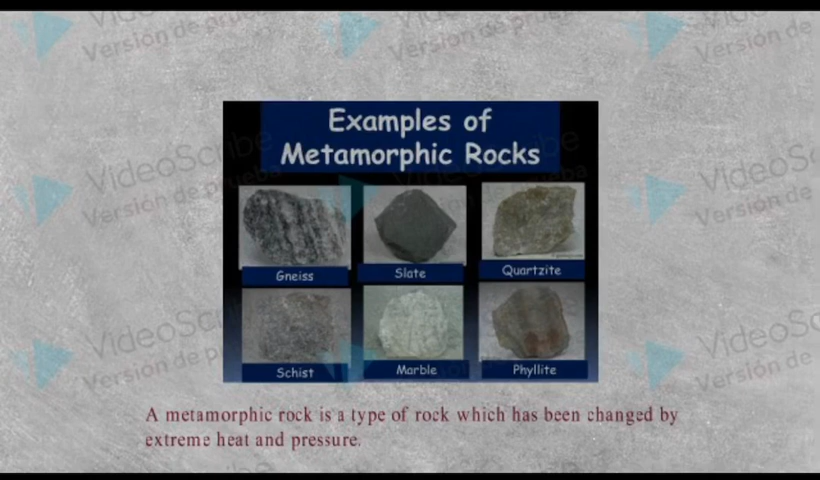 VideoScribe
Versión de prueba
Examples of
Metamorphic Rocks
Gneiss
Slate
Quartzite
Schist
Marble
Phyllite
A metamorphic rock is a type of rock which has been changed by
extreme heat and pressure.